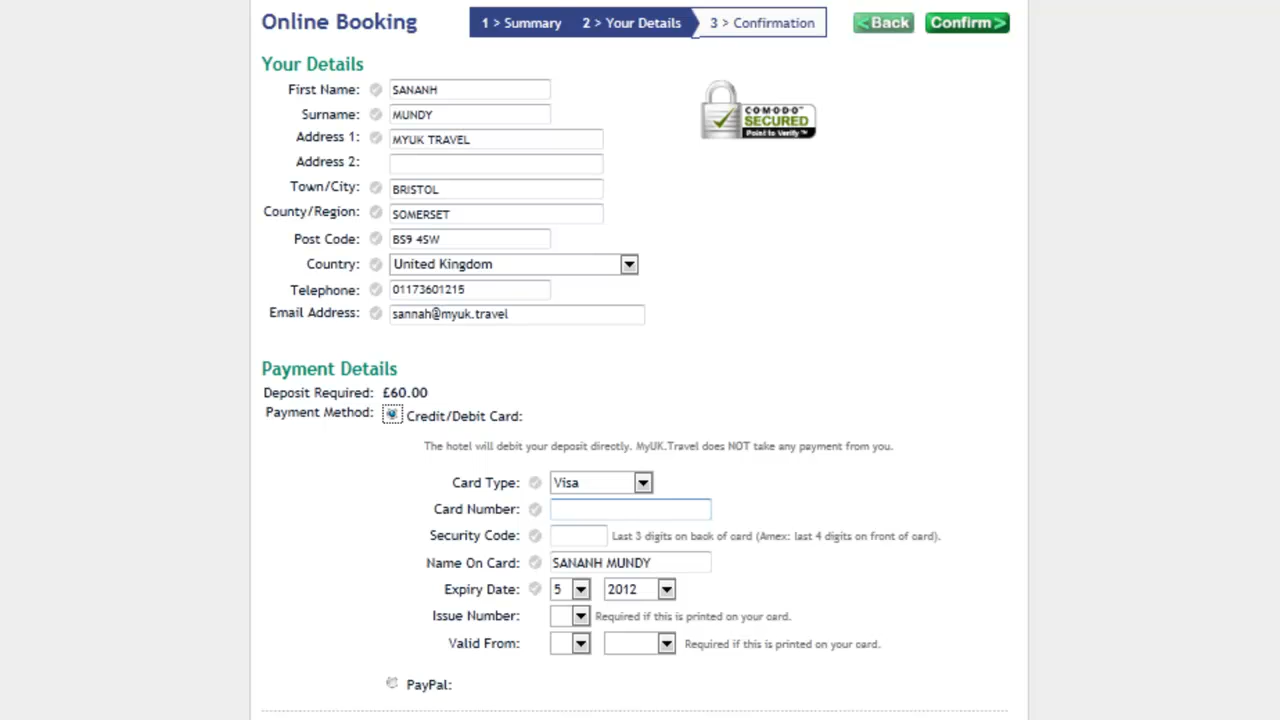 Online Booking
1 > Summary 2 > Your Details 3 > Confirmation
< Back Confirm >
Your Details
First Name: SANANH
Surname: MUNDY
COMODO™
SECURED
Point to Verify™
Address 1: MYUK TRAVEL
Address 2:
Town/City: BRISTOL
County/Region: SOMERSET
Post Code: BS9 4SW
Country: United Kingdom
Telephone: 01173601215
Email Address: sannah@myuk.travel
Payment Details
Deposit Required: £60.00
Payment Method: Credit/Debit Card:
The hotel will debit your deposit directly. MyUK.Travel does NOT take any payment from you.
Card Type: Visa
Card Number:
Security Code: Last 3 digits on back of card (Amex: last 4 digits on front of card).
Name On Card: SANANH MUNDY
Expiry Date: 5 2012
Issue Number: Required if this is printed on your card.
Valid From: Required if this is printed on your card.
PayPal: